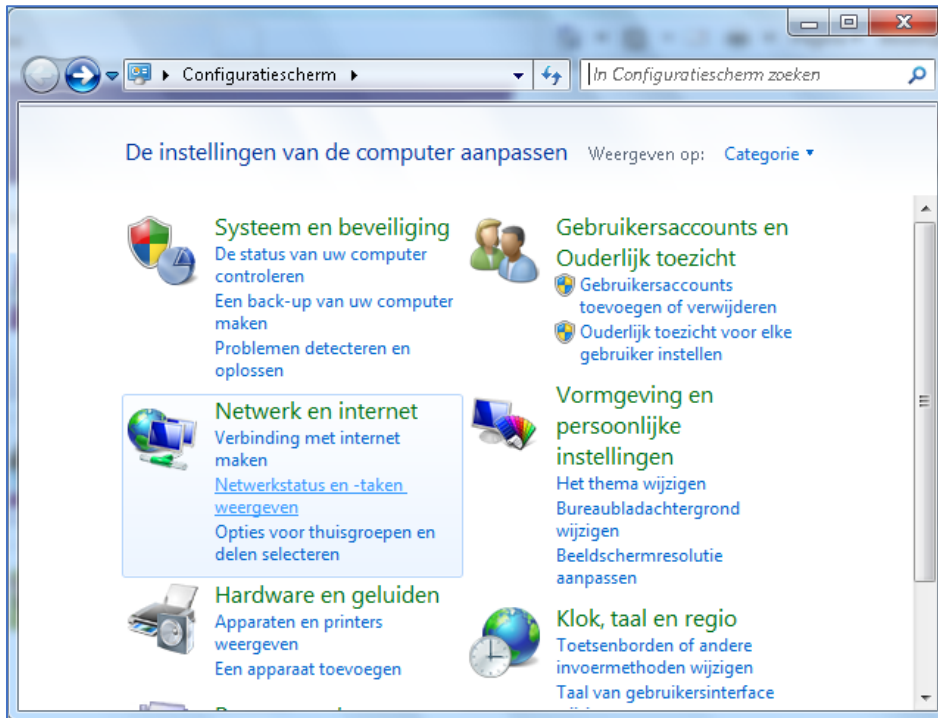 Configuratiescherm
In Configuratiescherm zoeken
De instellingen van de computer aanpassen
Weergeven op: Categorie
Systeem en beveiliging
De status van uw computer
controleren
Een back-up van uw computer
maken
Problemen detecteren en
oplossen
Netwerk en internet
Verbinding met internet
maken
Netwerkstatus en -taken
weergeven
Opties voor thuisgroepen en
delen selecteren
Hardware en geluiden
Apparaten en printers
weergeven
Een apparaat toevoegen
Gebruikersaccounts en
Ouderlijk toezicht
Gebruikersaccounts
toevoegen of verwijderen
Ouderlijk toezicht voor elke
gebruiker instellen
Vormgeving en
persoonlijke
instellingen
Het thema wijzigen
Bureaubladachtergrond
wijzigen
Beeldschermresolutie
aanpassen
Klok, taal en regio
Toetsenborden of andere
invoermethoden wijzigen
Taal van gebruikersinterface